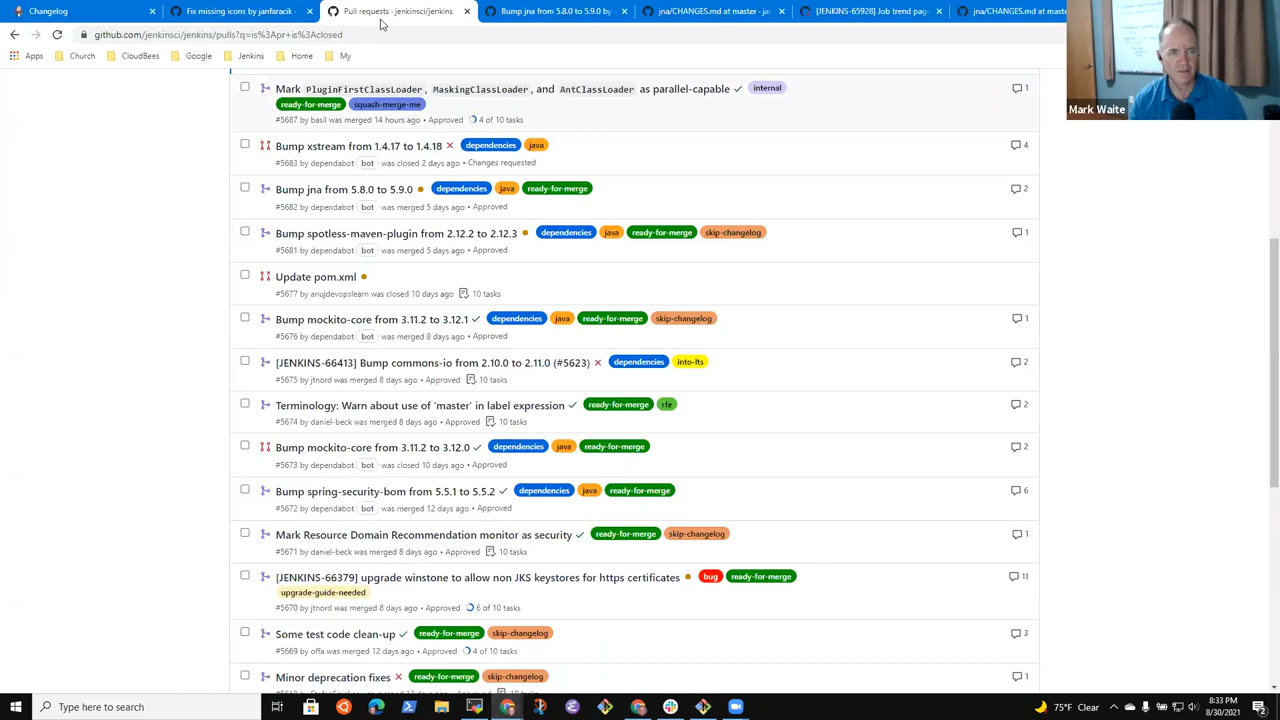 Changelog
Fix missing icons by janfaracik
Pull requests · jenkinsci/jenkins
Bump jna from 5.8.0 to 5.9.0 by
jna/CHANGES.md at master
[JENKINS-65928] Job trend page
jna/CHANGES.md at master
github.com/jenkinsci/jenkins/pulls?q=is%3Apr+is%3Aclosed
Apps
Church
CloudBees
Google
Jenkins
Home
My
Mark Waite
Mark PluginFirstClassLoader, MaskingClassLoader, and AntClassLoader as parallel-capable internal 1
ready-for-merge squash-merge-me
#5687 by basil was merged 14 hours ago • Approved 4 of 10 tasks
Bump xstream from 1.4.17 to 1.4.18 dependencies java 4
#5683 by dependabot bot was closed 2 days ago • Changes requested
Bump jna from 5.8.0 to 5.9.0 dependencies java ready-for-merge 2
#5682 by dependabot bot was merged 5 days ago • Approved
Bump spotless-maven-plugin from 2.12.2 to 2.12.3 dependencies java ready-for-merge skip-changelog 1
#5681 by dependabot bot was merged 5 days ago • Approved
Update pom.xml
#5677 by anujdevopslearn was closed 10 days ago • 10 tasks
Bump mockito-core from 3.11.2 to 3.12.1 dependencies java ready-for-merge skip-changelog 1
#5676 by dependabot bot was merged 8 days ago • Approved
[JENKINS-66413] Bump commons-io from 2.10.0 to 2.11.0 (#5623) dependencies into-lts 2
#5675 by jtnord was merged 8 days ago • Approved 10 tasks
Terminology: Warn about use of 'master' in label expression ready-for-merge rfe 2
#5674 by daniel-beck was merged 8 days ago • Approved 10 tasks
Bump mockito-core from 3.11.2 to 3.12.0 dependencies java ready-for-merge 2
#5673 by dependabot bot was closed 10 days ago • Approved
Bump spring-security-bom from 5.5.1 to 5.5.2 dependencies java ready-for-merge 6
#5672 by dependabot bot was merged 12 days ago • Approved
Mark Resource Domain Recommendation monitor as security ready-for-merge skip-changelog 1
#5671 by daniel-beck was merged 8 days ago • Approved 10 tasks
[JENKINS-66379] upgrade winstone to allow non JKS keystores for https certificates bug ready-for-merge 11
upgrade-guide-needed
#5670 by jtnord was merged 8 days ago • Approved 6 of 10 tasks
Some test code clean-up ready-for-merge skip-changelog 3
#5669 by offa was merged 12 days ago • Approved 4 of 10 tasks
Minor deprecation fixes ready-for-merge skip-changelog 1
Type here to search
75°F Clear
8:33 PM
8/30/2021